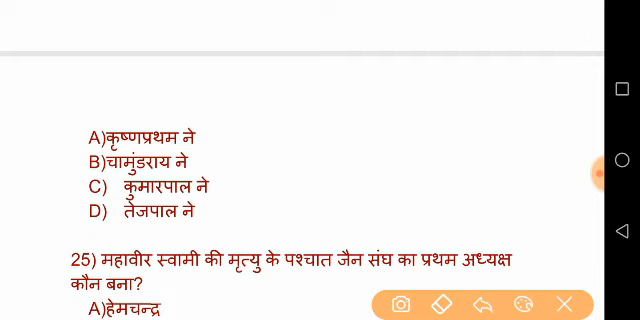 A)कृष्णप्रथम ने
B)चामुंडराय ने
C) कुमारपाल ने
D) तेजपाल ने
25) महावीर स्वामी की मृत्यु के पश्चात जैन संघ का प्रथम अध्यक्ष
कौन बना?
A)हेमचन्द्र